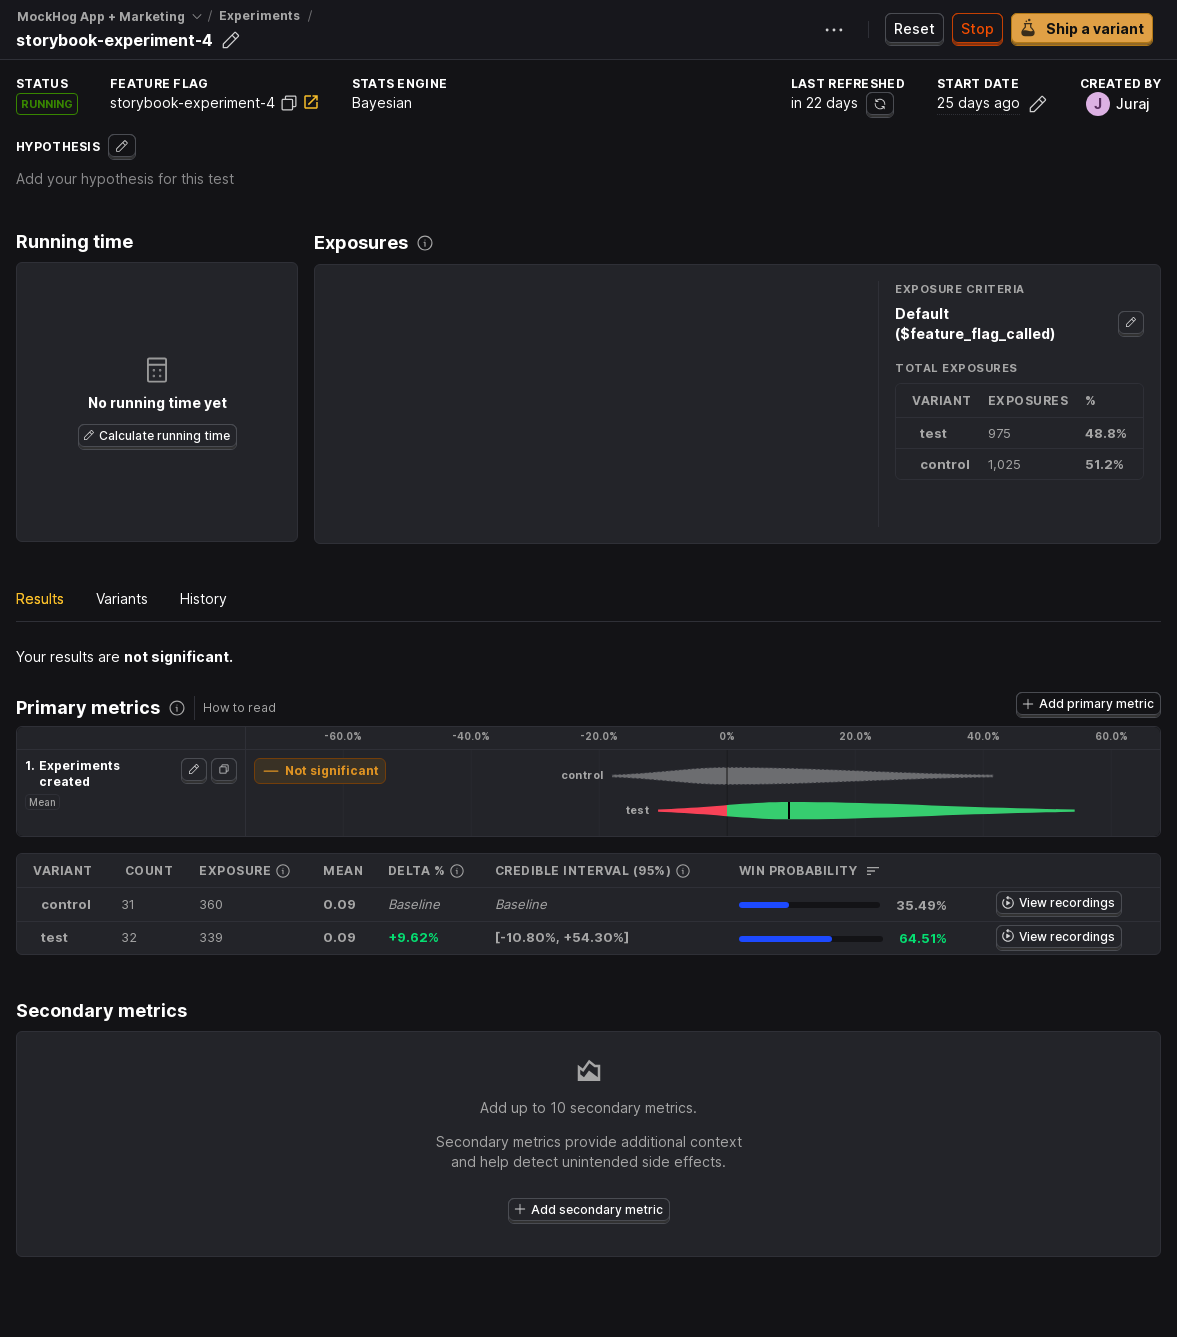 MockHog App + Marketing / Experiments /
storybook-experiment-4
Reset
Stop
Ship a variant
STATUS
RUNNING
FEATURE FLAG
storybook-experiment-4
STATS ENGINE
Bayesian
LAST REFRESHED
in 22 days
START DATE
25 days ago
CREATED BY
J Juraj
HYPOTHESIS
Add your hypothesis for this test
Running time
No running time yet
Calculate running time
Exposures
EXPOSURE CRITERIA
Default
($feature_flag_called)
TOTAL EXPOSURES
VARIANT EXPOSURES %
test 975 48.8%
control 1,025 51.2%
Results Variants History
Your results are not significant.
Primary metrics How to read
Add primary metric
-60.0% -40.0% -20.0% 0% 20.0% 40.0% 60.0%
1. Experiments
created
Mean
Not significant
control
test
VARIANT COUNT EXPOSURE MEAN DELTA % CREDIBLE INTERVAL (95%) WIN PROBABILITY
control 31 360 0.09 Baseline Baseline 35.49% View recordings
test 32 339 0.09 +9.62% [-10.80%, +54.30%] 64.51% View recordings
Secondary metrics
Add up to 10 secondary metrics.
Secondary metrics provide additional context
and help detect unintended side effects.
Add secondary metric